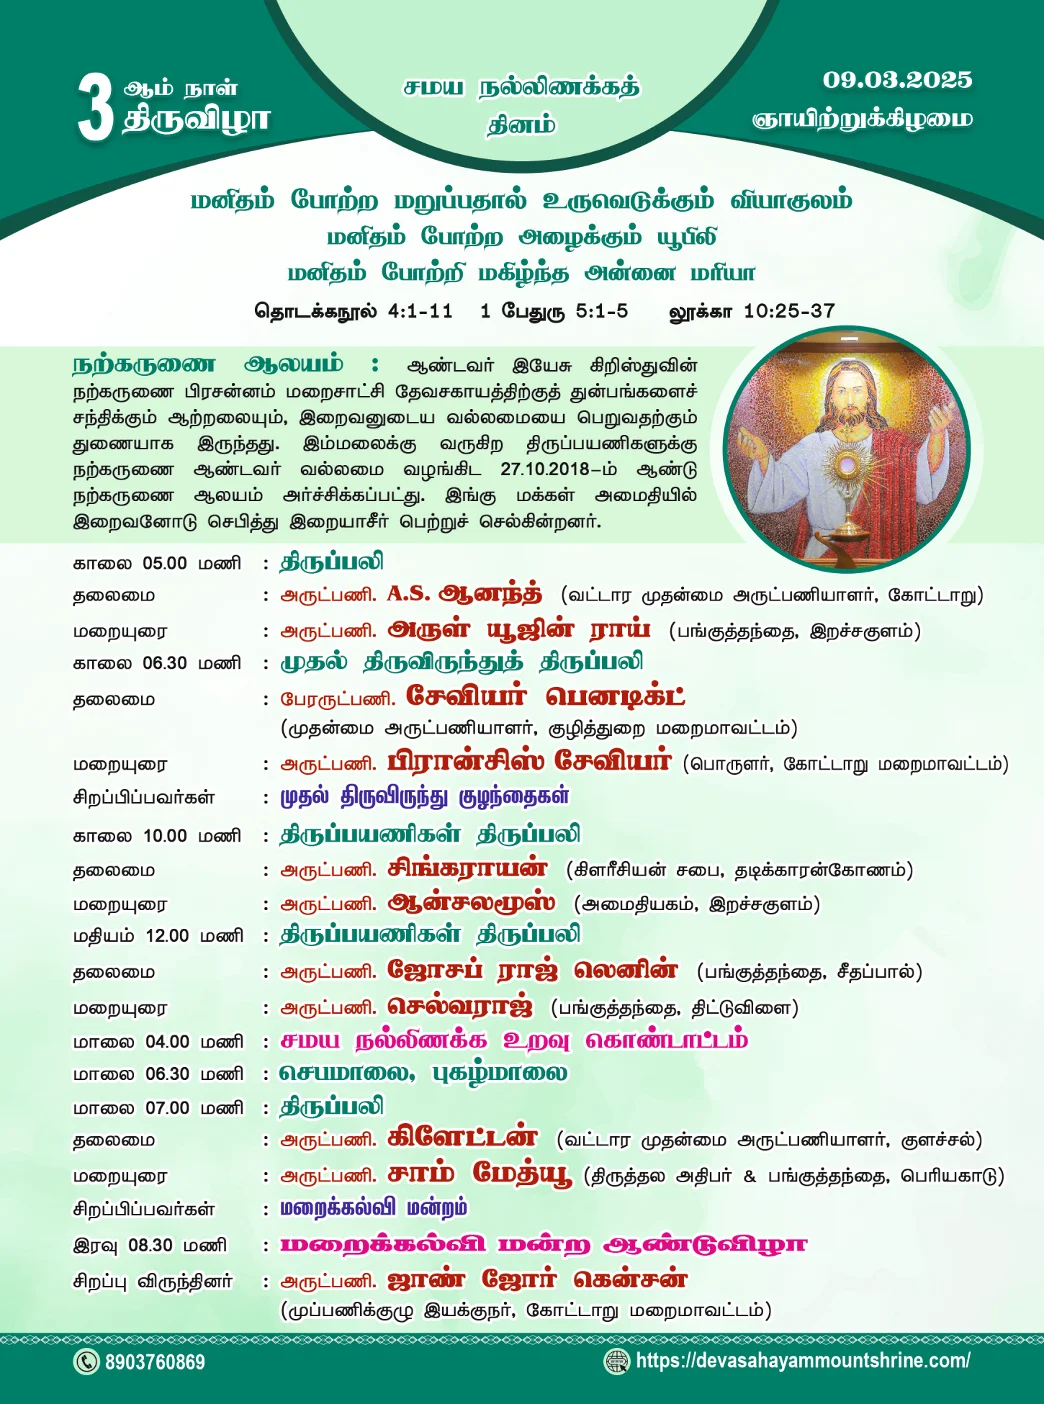 3 ஆம் நாள்
திருவிழா
சமய நல்லிணக்கத்
தினம்
09.03.2025
ஞாயிற்றுக்கிழமை
மனிதம் போற்ற மறுப்பதால் உருவெடுக்கும் வியாகுலம்
மனிதம் போற்ற அழைக்கும் யூபிலி
மனிதம் போற்றி மகிழ்ந்த அன்னை மரியா
தொடக்கநூல் 4:1-11 1 பேதுரு 5:1-5 லூக்கா 10:25-37
நற்கருணை ஆலயம் : ஆண்டவர் இயேசு கிறிஸ்துவின்
நற்கருணை பிரசன்னம் மறைசாட்சி தேவசகாயத்திற்குத் துன்பங்களைச்
சந்திக்கும் ஆற்றலையும், இறைவனுடைய வல்லமையை பெறுவதற்கும்
துணையாக இருந்தது. இம்மலைக்கு வருகிற திருப்பயணிகளுக்கு
நற்கருணை ஆண்டவர் வல்லமை வழங்கிட 27.10.2018-ம் ஆண்டு
நற்கருணை ஆலயம் அர்ச்சிக்கப்பட்டது. இங்கு மக்கள் அமைதியில்
இறைவனோடு செபித்து இறையாசீர் பெற்றுச் செல்கின்றனர்.
காலை 05.00 மணி : திருப்பலி
தலைமை : அருட்பணி. A.S. ஆனந்த் (வட்டார முதன்மை அருட்பணியாளர், கோட்டாறு)
மறையுரை : அருட்பணி. அருள் யூஜின் ராய் (பங்குத்தந்தை, இறச்சகுளம்)
காலை 06.30 மணி : முதல் திருவிருந்துத் திருப்பலி
தலைமை : பேரருட்பணி. சேவியர் பெனடிக்ட்
(முதன்மை அருட்பணியாளர், குழித்துறை மறைமாவட்டம்)
மறையுரை : அருட்பணி. பிரான்சிஸ் சேவியர் (பொருளர், கோட்டாறு மறைமாவட்டம்)
சிறப்பிப்பவர்கள் : முதல் திருவிருந்து குழந்தைகள்
காலை 10.00 மணி : திருப்பயணிகள் திருப்பலி
தலைமை : அருட்பணி. சிங்கராயன் (கிளரீசியன் சபை, தடிக்காரன்கோணம்)
மறையுரை : அருட்பணி. ஆன்சலமூஸ் (அமைதியகம், இறச்சகுளம்)
மதியம் 12.00 மணி : திருப்பயணிகள் திருப்பலி
தலைமை : அருட்பணி. ஜோசப் ராஜ் லெனின் (பங்குத்தந்தை, சீதப்பால்)
மறையுரை : அருட்பணி. செல்வராஜ் (பங்குத்தந்தை, திட்டுவிளை)
மாலை 04.00 மணி : சமய நல்லிணக்க உறவு கொண்டாட்டம்
மாலை 06.30 மணி : செபமாலை, புகழ்மாலை
மாலை 07.00 மணி : திருப்பலி
தலைமை : அருட்பணி. கிளேட்டன் (வட்டார முதன்மை அருட்பணியாளர், குளச்சல்)
மறையுரை : அருட்பணி. சாம் மேத்யூ (திருத்தல அதிபர் & பங்குத்தந்தை, பெரியகாடு)
சிறப்பிப்பவர்கள் : மறைக்கல்வி மன்றம்
இரவு 08.30 மணி : மறைக்கல்வி மன்ற ஆண்டுவிழா
சிறப்பு விருந்தினர் : அருட்பணி. ஜாண் ஜோர் கென்சன்
(முப்பணிக்குழு இயக்குநர், கோட்டாறு மறைமாவட்டம்)
8903760869
https://devasahayammountshrine.com/